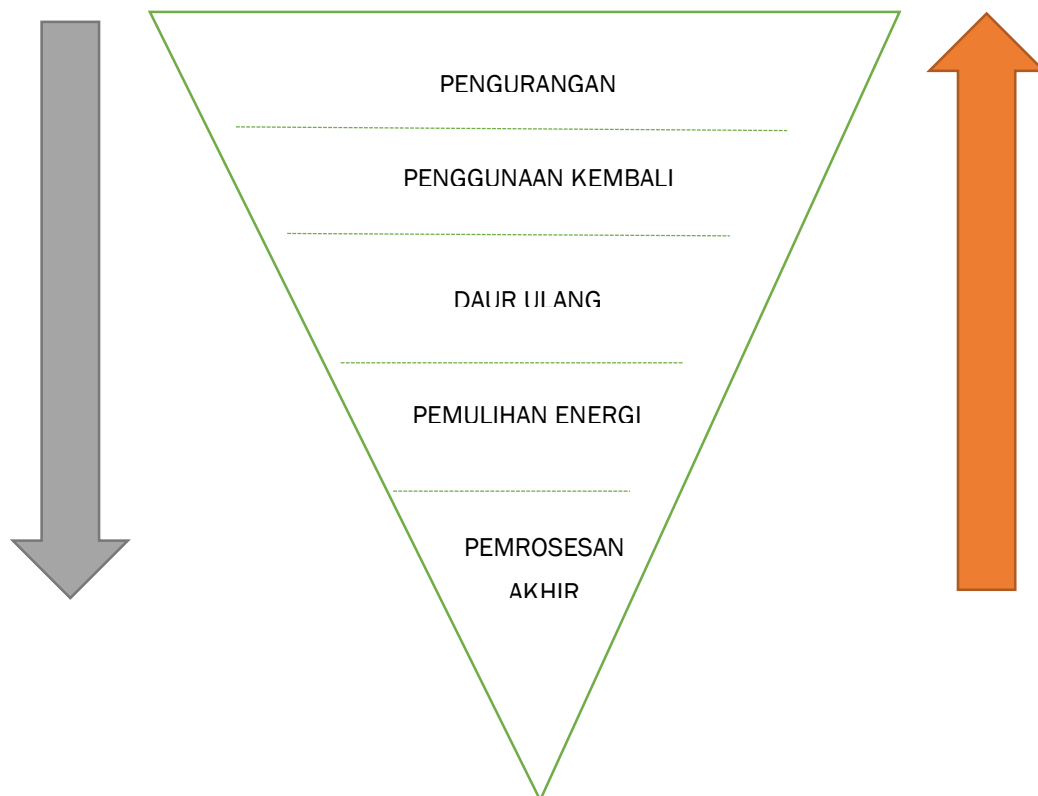 PENGURANGAN
PENGGUNAAN KEMBALI
DAUR ULANG
PEMULIHAN ENERGI
PEMROSESAN
AKHIR